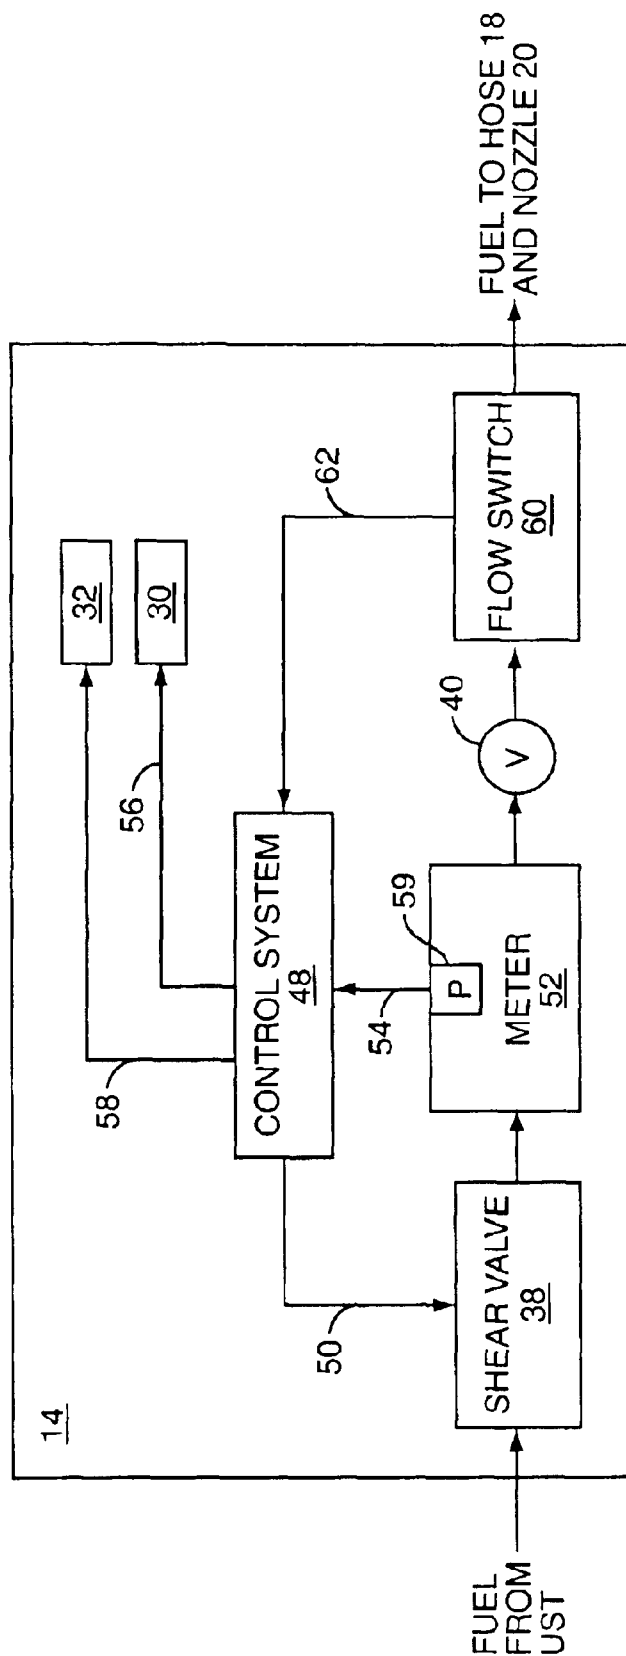 14
32
30
58
56
62
CONTROL SYSTEM
48
50
54
59
P
40
V
FUEL
FROM
UST
SHEAR VALVE
38
METER
52
FLOW SWITCH
60
FUEL TO HOSE 18
AND NOZZLE 20